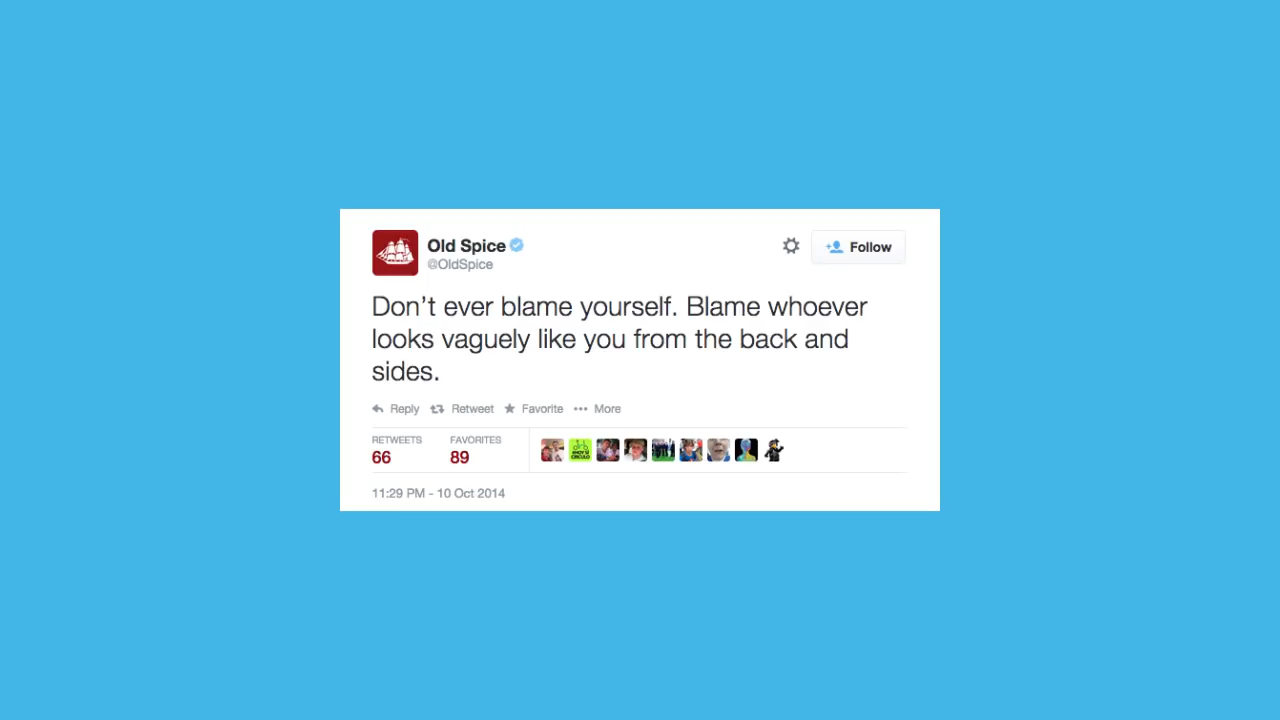 Old Spice
@OldSpice
Follow
Don't ever blame yourself. Blame whoever
looks vaguely like you from the back and
sides.
Reply Retweet Favorite More
RETWEETS FAVORITES
66 89
11:29 PM - 10 Oct 2014